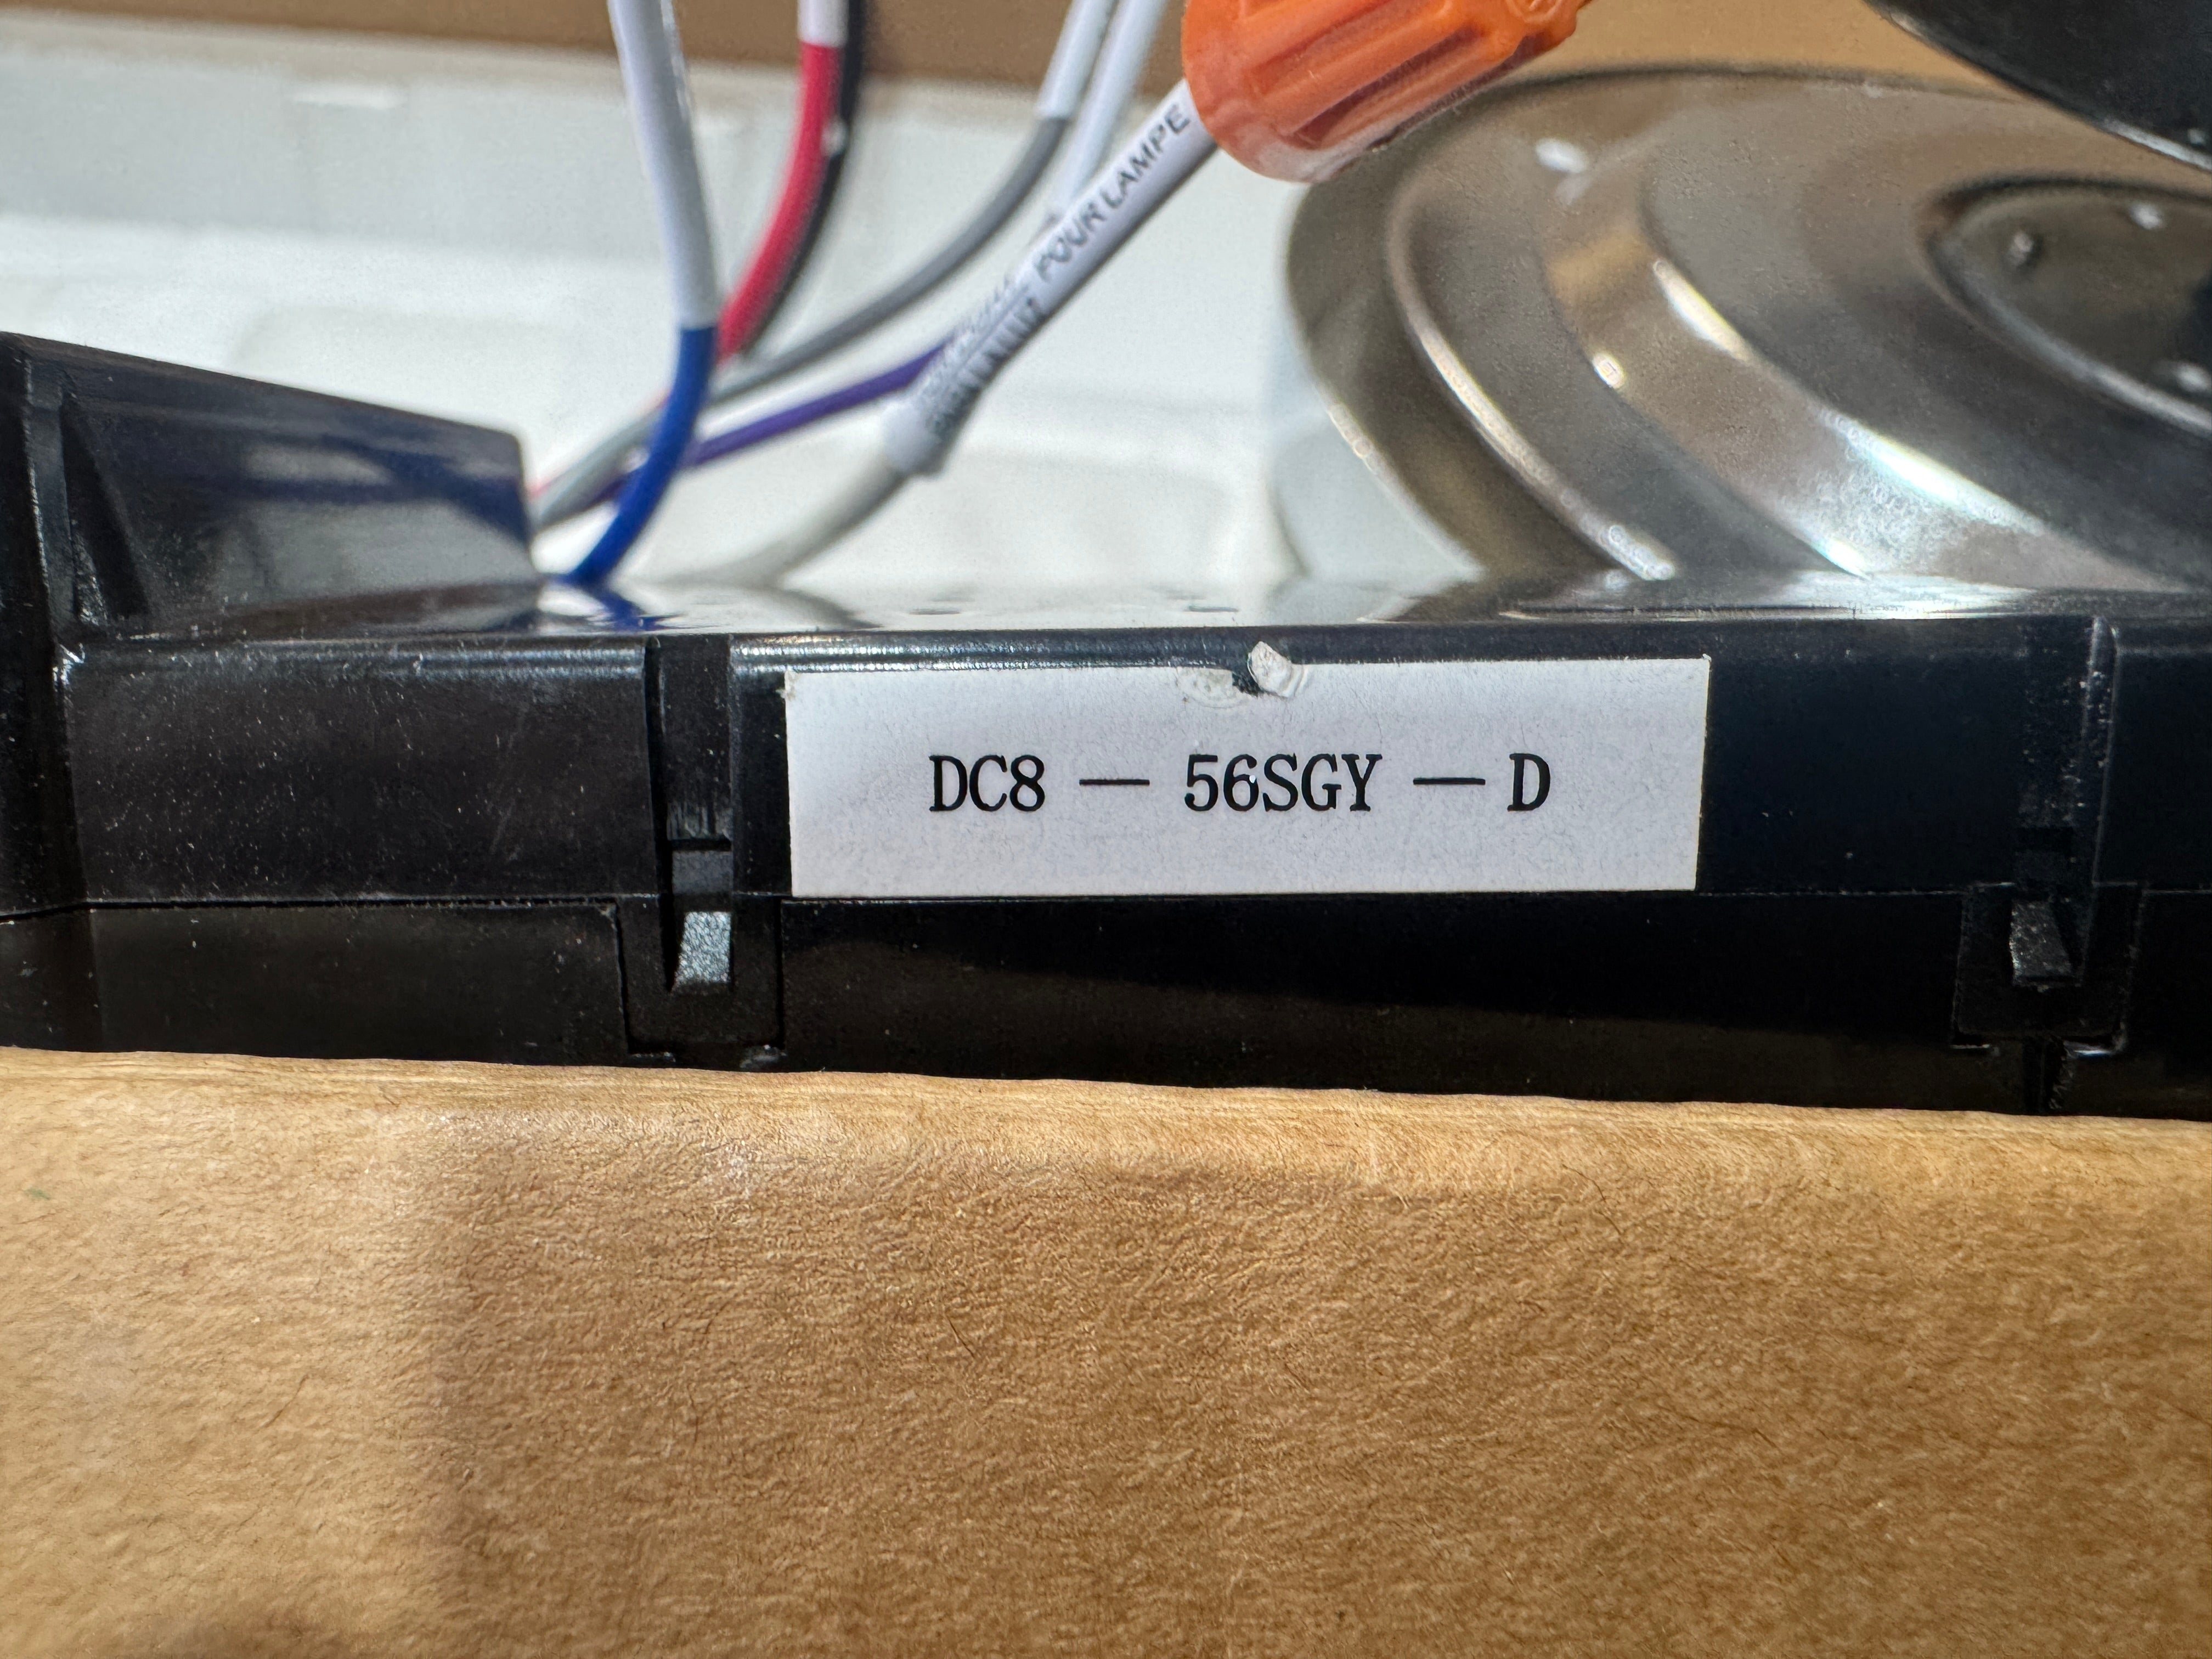 POUR LAMPE
DC8 — 56SGY — D